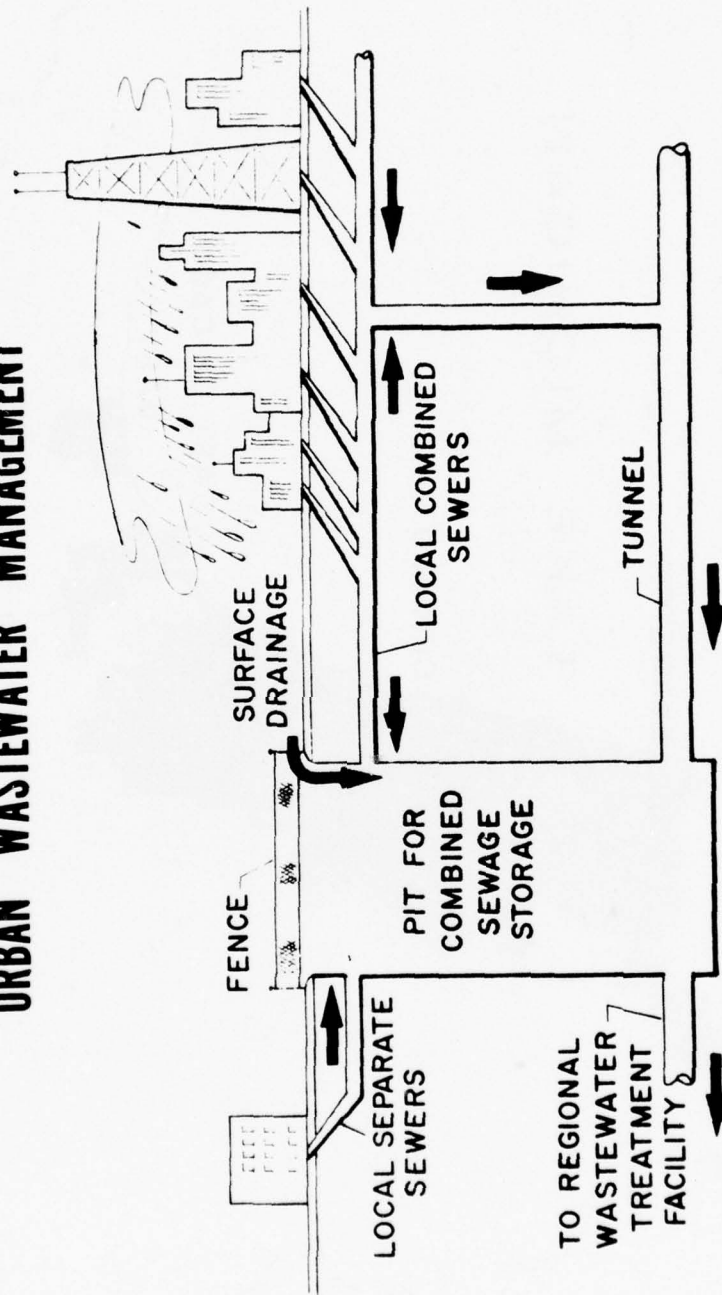 URBAN WASTEWATER MANAGEMENT
FENCE
SURFACE
DRAINAGE
LOCAL SEPARATE
SEWERS
PIT FOR
COMBINED
SEWAGE
STORAGE
LOCAL COMBINED
SEWERS
TO REGIONAL
WASTEWATER
TREATMENT
FACILITY
TUNNEL